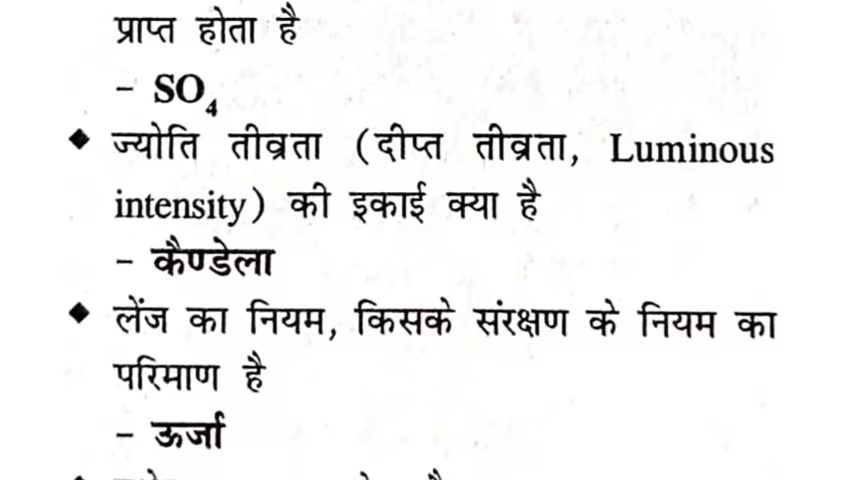 प्राप्त होता है
– SO₄
◆ ज्योति तीव्रता (दीप्त तीव्रता, Luminous
intensity) की इकाई क्या है
– कैण्डेला
◆ लेंज का नियम, किसके संरक्षण के नियम का
परिमाण है
– ऊर्जा